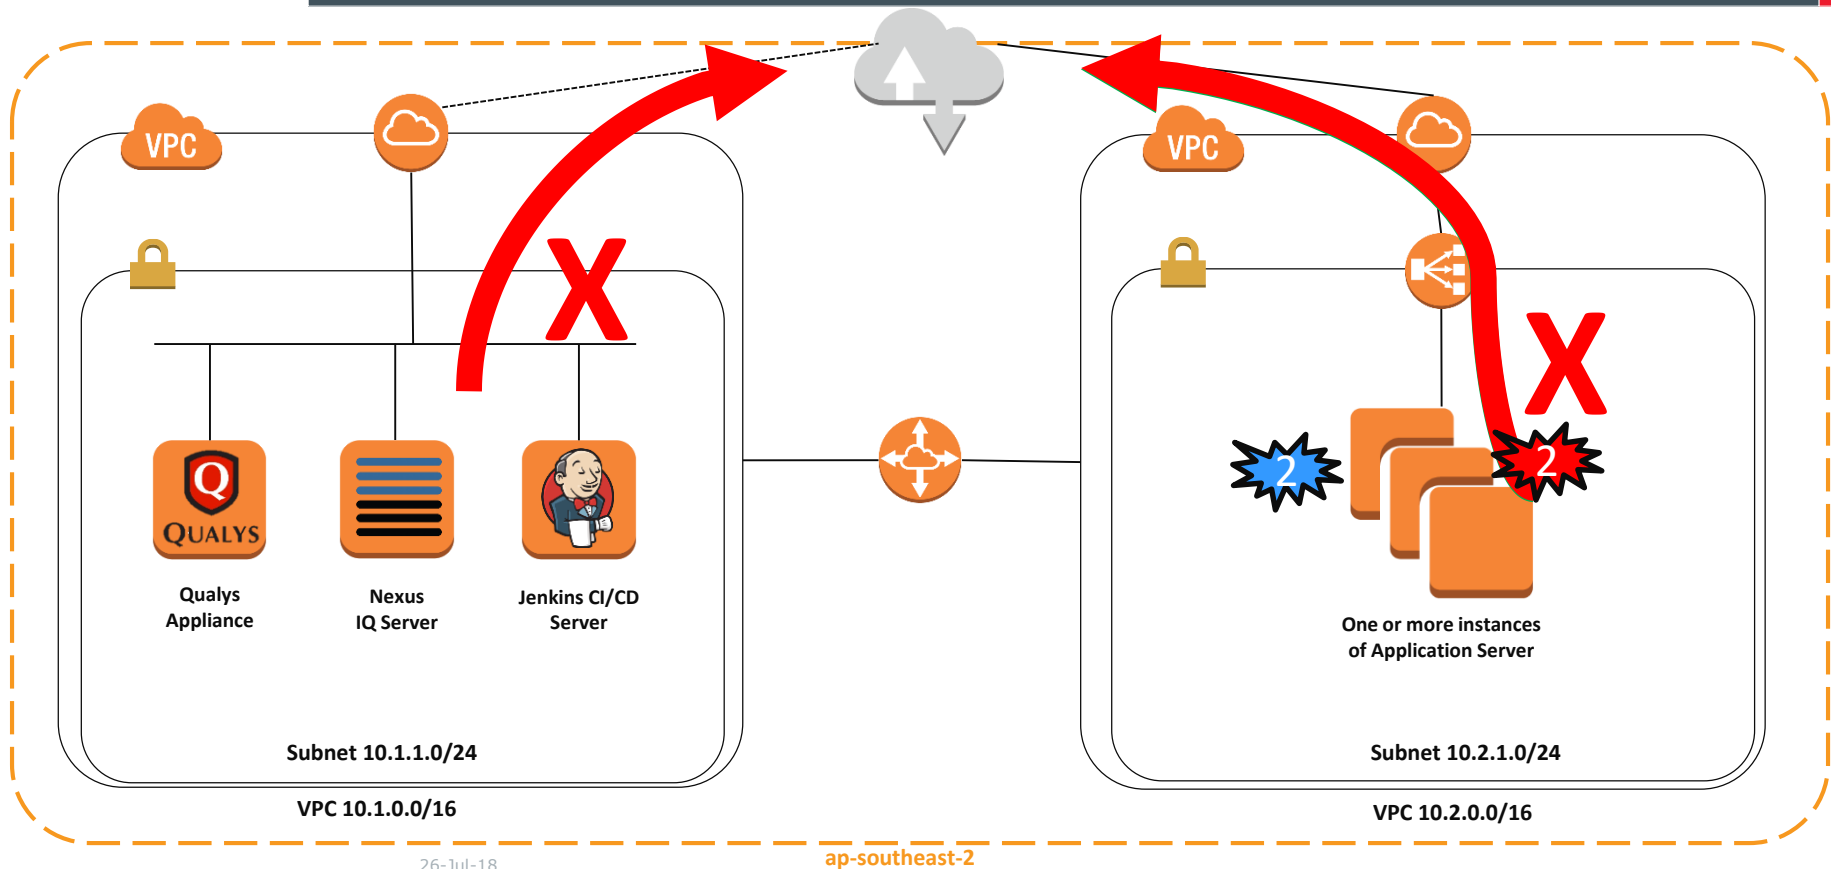 VPC
VPC
X
X
2
2
Q
QUALYS
Qualys
Appliance
Nexus
IQ Server
Jenkins CI/CD
Server
One or more instances
of Application Server
Subnet 10.1.1.0/24
Subnet 10.2.1.0/24
VPC 10.1.0.0/16
VPC 10.2.0.0/16
ap-southeast-2
26-Jul-18